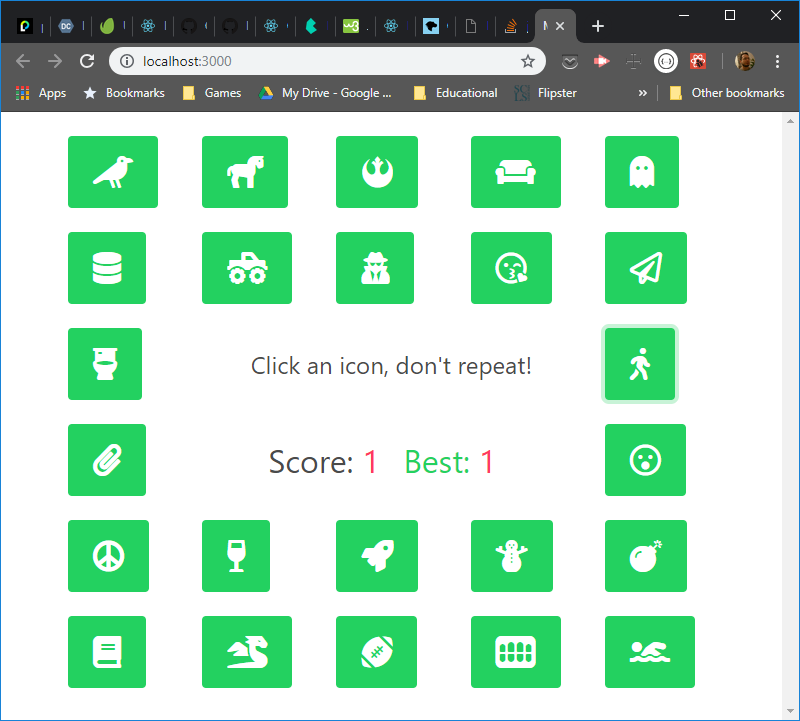 DC
localhost:3000
Apps
Bookmarks
Games
My Drive - Google ...
Educational
Flipster
»
Other bookmarks
Click an icon, don't repeat!
Score: 1 Best: 1